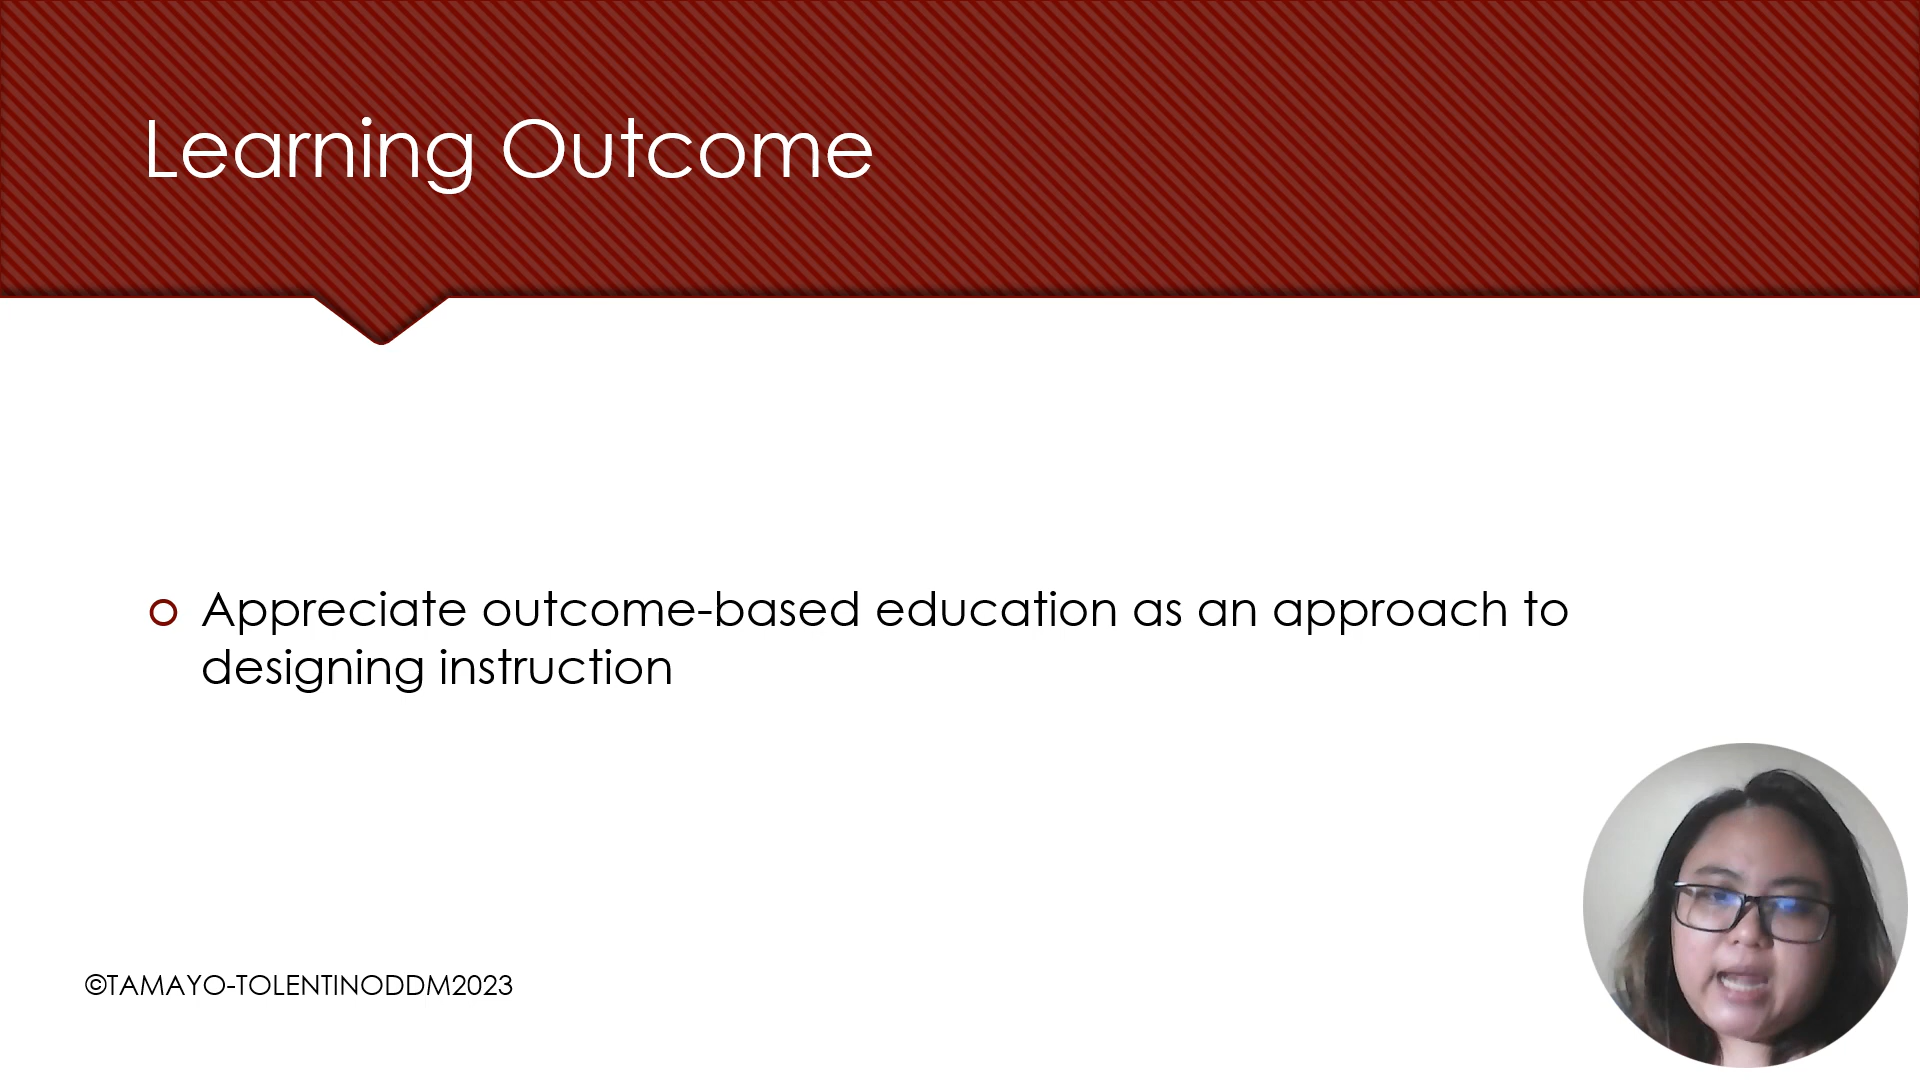 Learning Outcome
Appreciate outcome-based education as an approach to
designing instruction
©TAMAYO-TOLENTINODDM2023